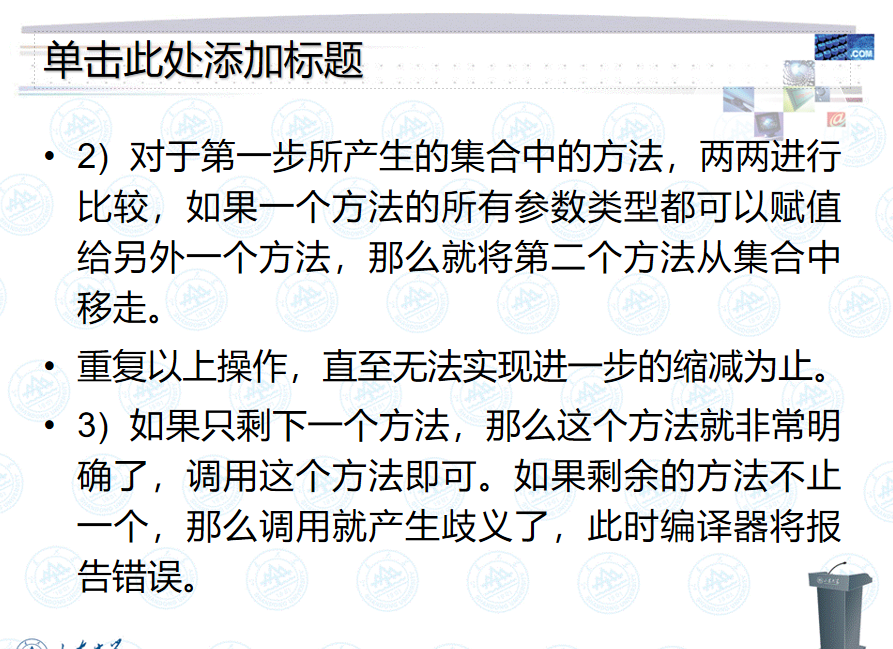 单击此处添加标题
.COM
@
• 2）对于第一步所产生的集合中的方法，两两进行
比较，如果一个方法的所有参数类型都可以赋值
给另外一个方法，那么就将第二个方法从集合中
移走。
• 重复以上操作，直至无法实现进一步的缩减为止。
• 3）如果只剩下一个方法，那么这个方法就非常明
确了，调用这个方法即可。如果剩余的方法不止
一个，那么调用就产生歧义了，此时编译器将报
告错误。